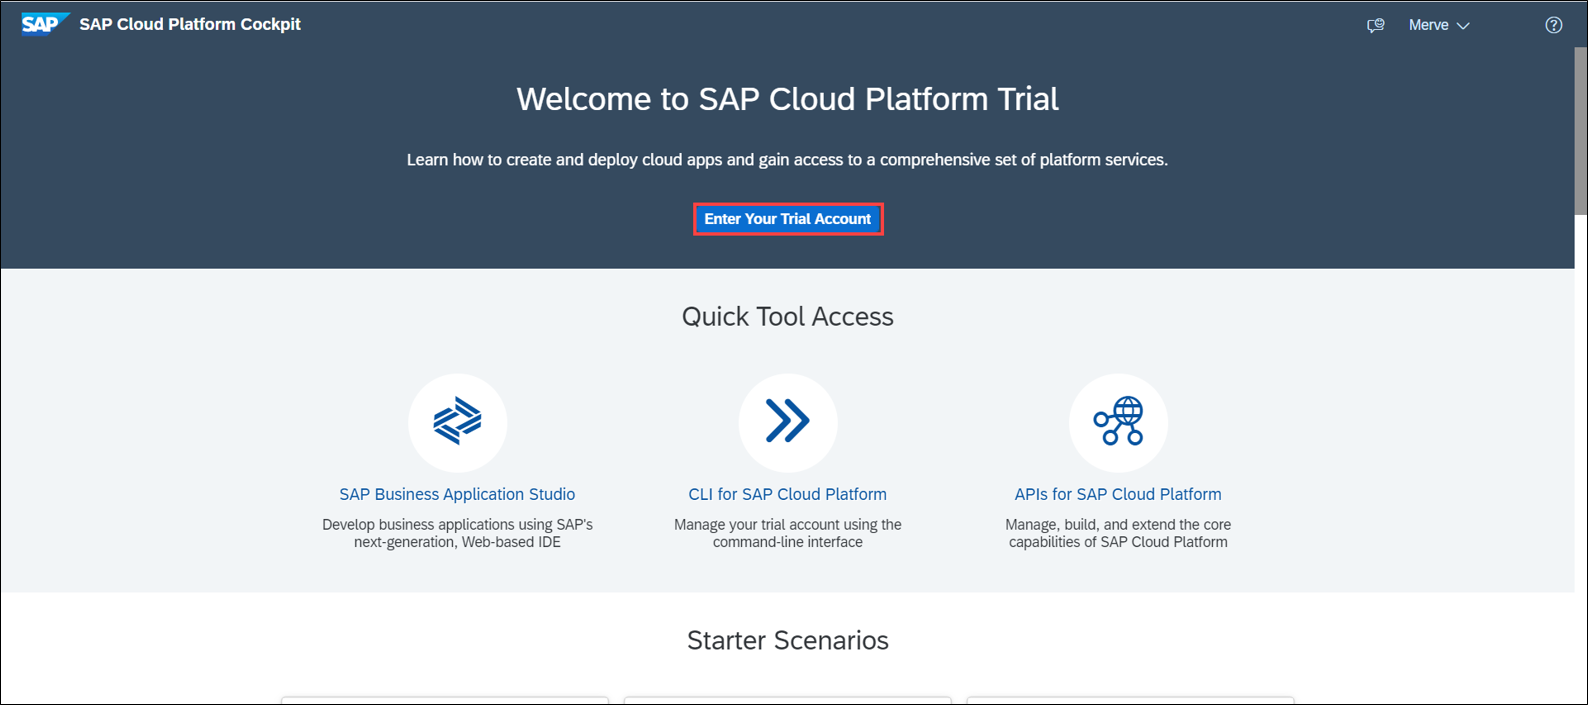 SAP SAP Cloud Platform Cockpit Merve ?
Welcome to SAP Cloud Platform Trial
Learn how to create and deploy cloud apps and gain access to a comprehensive set of platform services.
Enter Your Trial Account
Quick Tool Access
SAP Business Application Studio
Develop business applications using SAP's
next-generation, Web-based IDE
CLI for SAP Cloud Platform
Manage your trial account using the
command-line interface
APIs for SAP Cloud Platform
Manage, build, and extend the core
capabilities of SAP Cloud Platform
Starter Scenarios